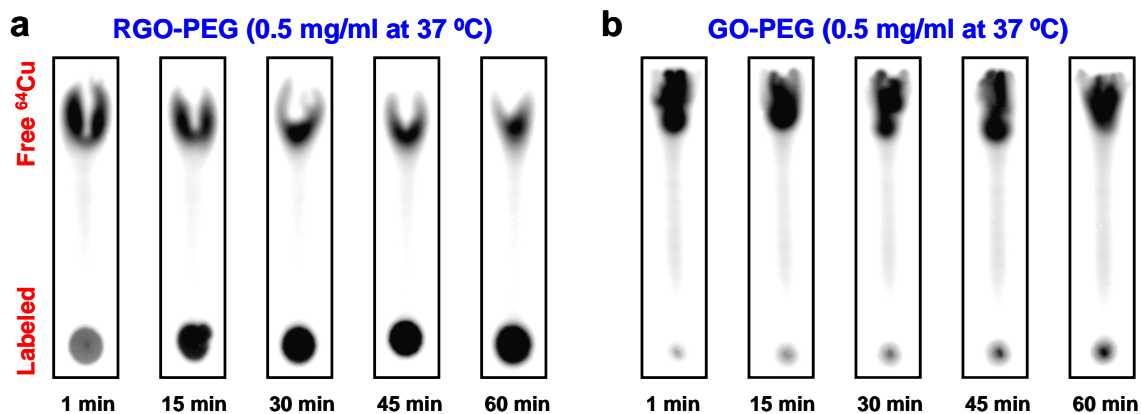 a
RGO-PEG (0.5 mg/ml at 37 ºC)
b
GO-PEG (0.5 mg/ml at 37 ºC)
Free ⁶⁴Cu
Labeled
1 min 15 min 30 min 45 min 60 min
1 min 15 min 30 min 45 min 60 min